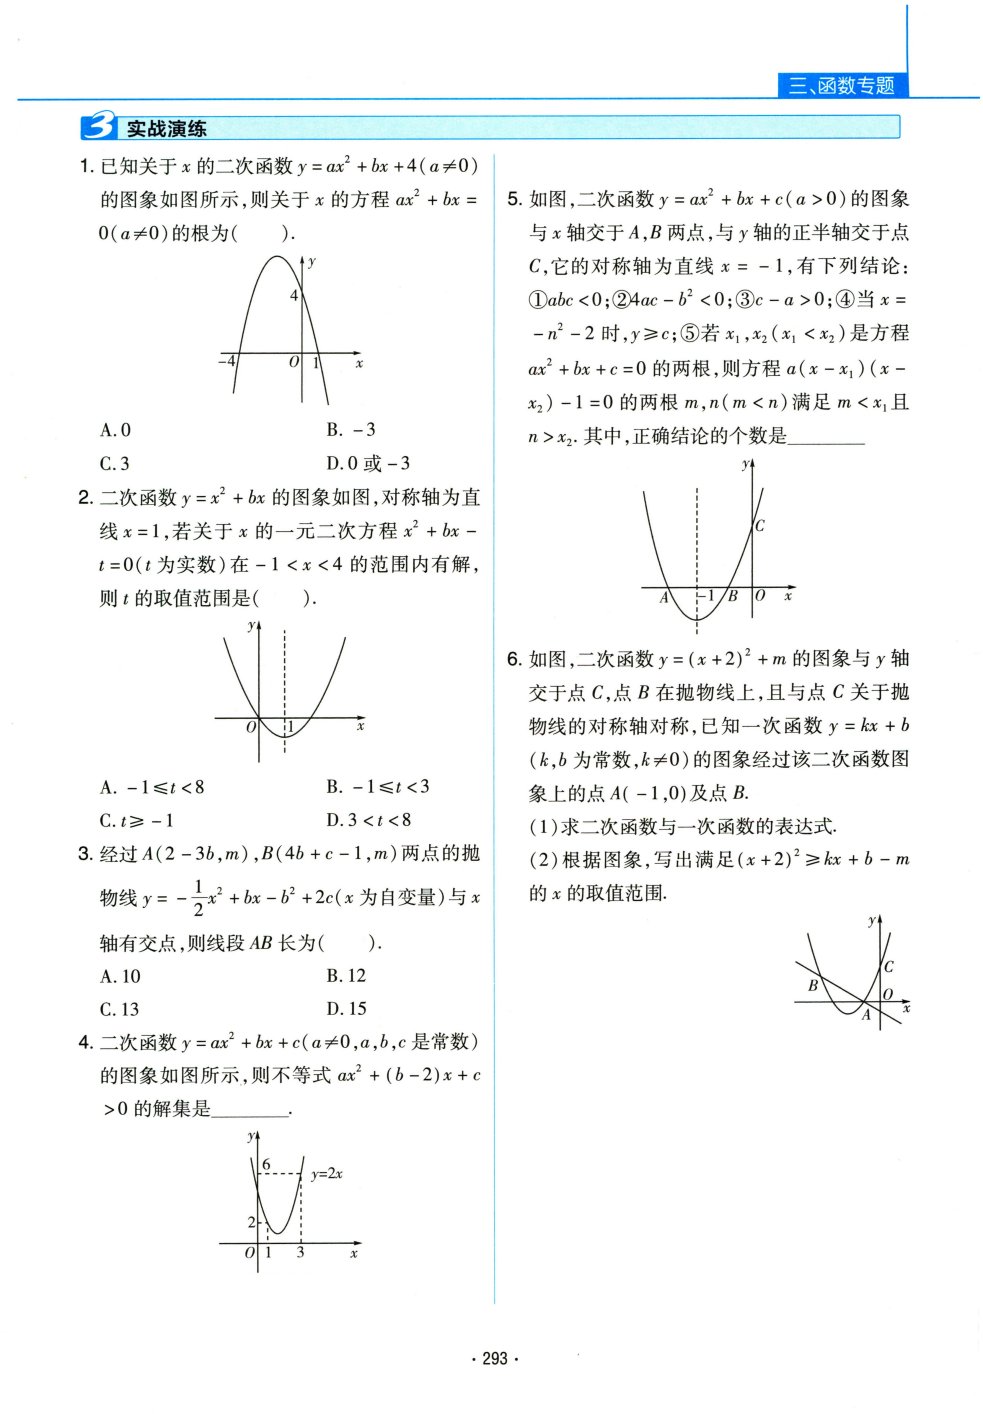 三、函数专题
3 实战演练
1. 已知关于 x 的二次函数 y=ax²+bx+4(a≠0)
的图象如图所示,则关于 x 的方程 ax²+bx=
0(a≠0)的根为(　　).
y
4
-4 O 1 x
A. 0 B. -3
C. 3 D. 0 或 -3
2. 二次函数 y=x²+bx 的图象如图,对称轴为直
线 x=1,若关于 x 的一元二次方程 x²+bx-
t=0(t 为实数)在 -1<x<4 的范围内有解,
则 t 的取值范围是(　　).
y
O 1 x
A. -1≤t<8 B. -1≤t<3
C. t≥-1 D. 3<t<8
3. 经过 A(2-3b,m),B(4b+c-1,m)两点的抛
物线 y=-1/2x²+bx-b²+2c(x 为自变量)与 x
轴有交点,则线段 AB 长为(　　).
A. 10 B. 12
C. 13 D. 15
4. 二次函数 y=ax²+bx+c(a≠0,a,b,c 是常数)
的图象如图所示,则不等式 ax²+(b-2)x+c
>0 的解集是________.
y
6 y=2x
2
O 1 3 x
5. 如图,二次函数 y=ax²+bx+c(a>0)的图象
与 x 轴交于 A,B 两点,与 y 轴的正半轴交于点
C,它的对称轴为直线 x=-1,有下列结论:
①abc<0;②4ac-b²<0;③c-a>0;④当 x=
-n²-2 时,y≥c;⑤若 x₁,x₂(x₁<x₂)是方程
ax²+bx+c=0 的两根,则方程 a(x-x₁)(x-
x₂)-1=0 的两根 m,n(m<n)满足 m<x₁且
n>x₂. 其中,正确结论的个数是________
y
C
A -1 B O x
6. 如图,二次函数 y=(x+2)²+m 的图象与 y 轴
交于点 C,点 B 在抛物线上,且与点 C 关于抛
物线的对称轴对称,已知一次函数 y=kx+b
(k,b 为常数,k≠0)的图象经过该二次函数图
象上的点 A(-1,0)及点 B.
(1)求二次函数与一次函数的表达式.
(2)根据图象,写出满足(x+2)²≥kx+b-m
的 x 的取值范围.
y
C
B
O
A x
· 293 ·